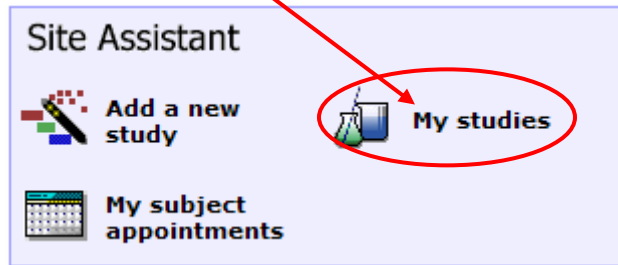 Site Assistant
Add a new
study
My studies
My subject
appointments